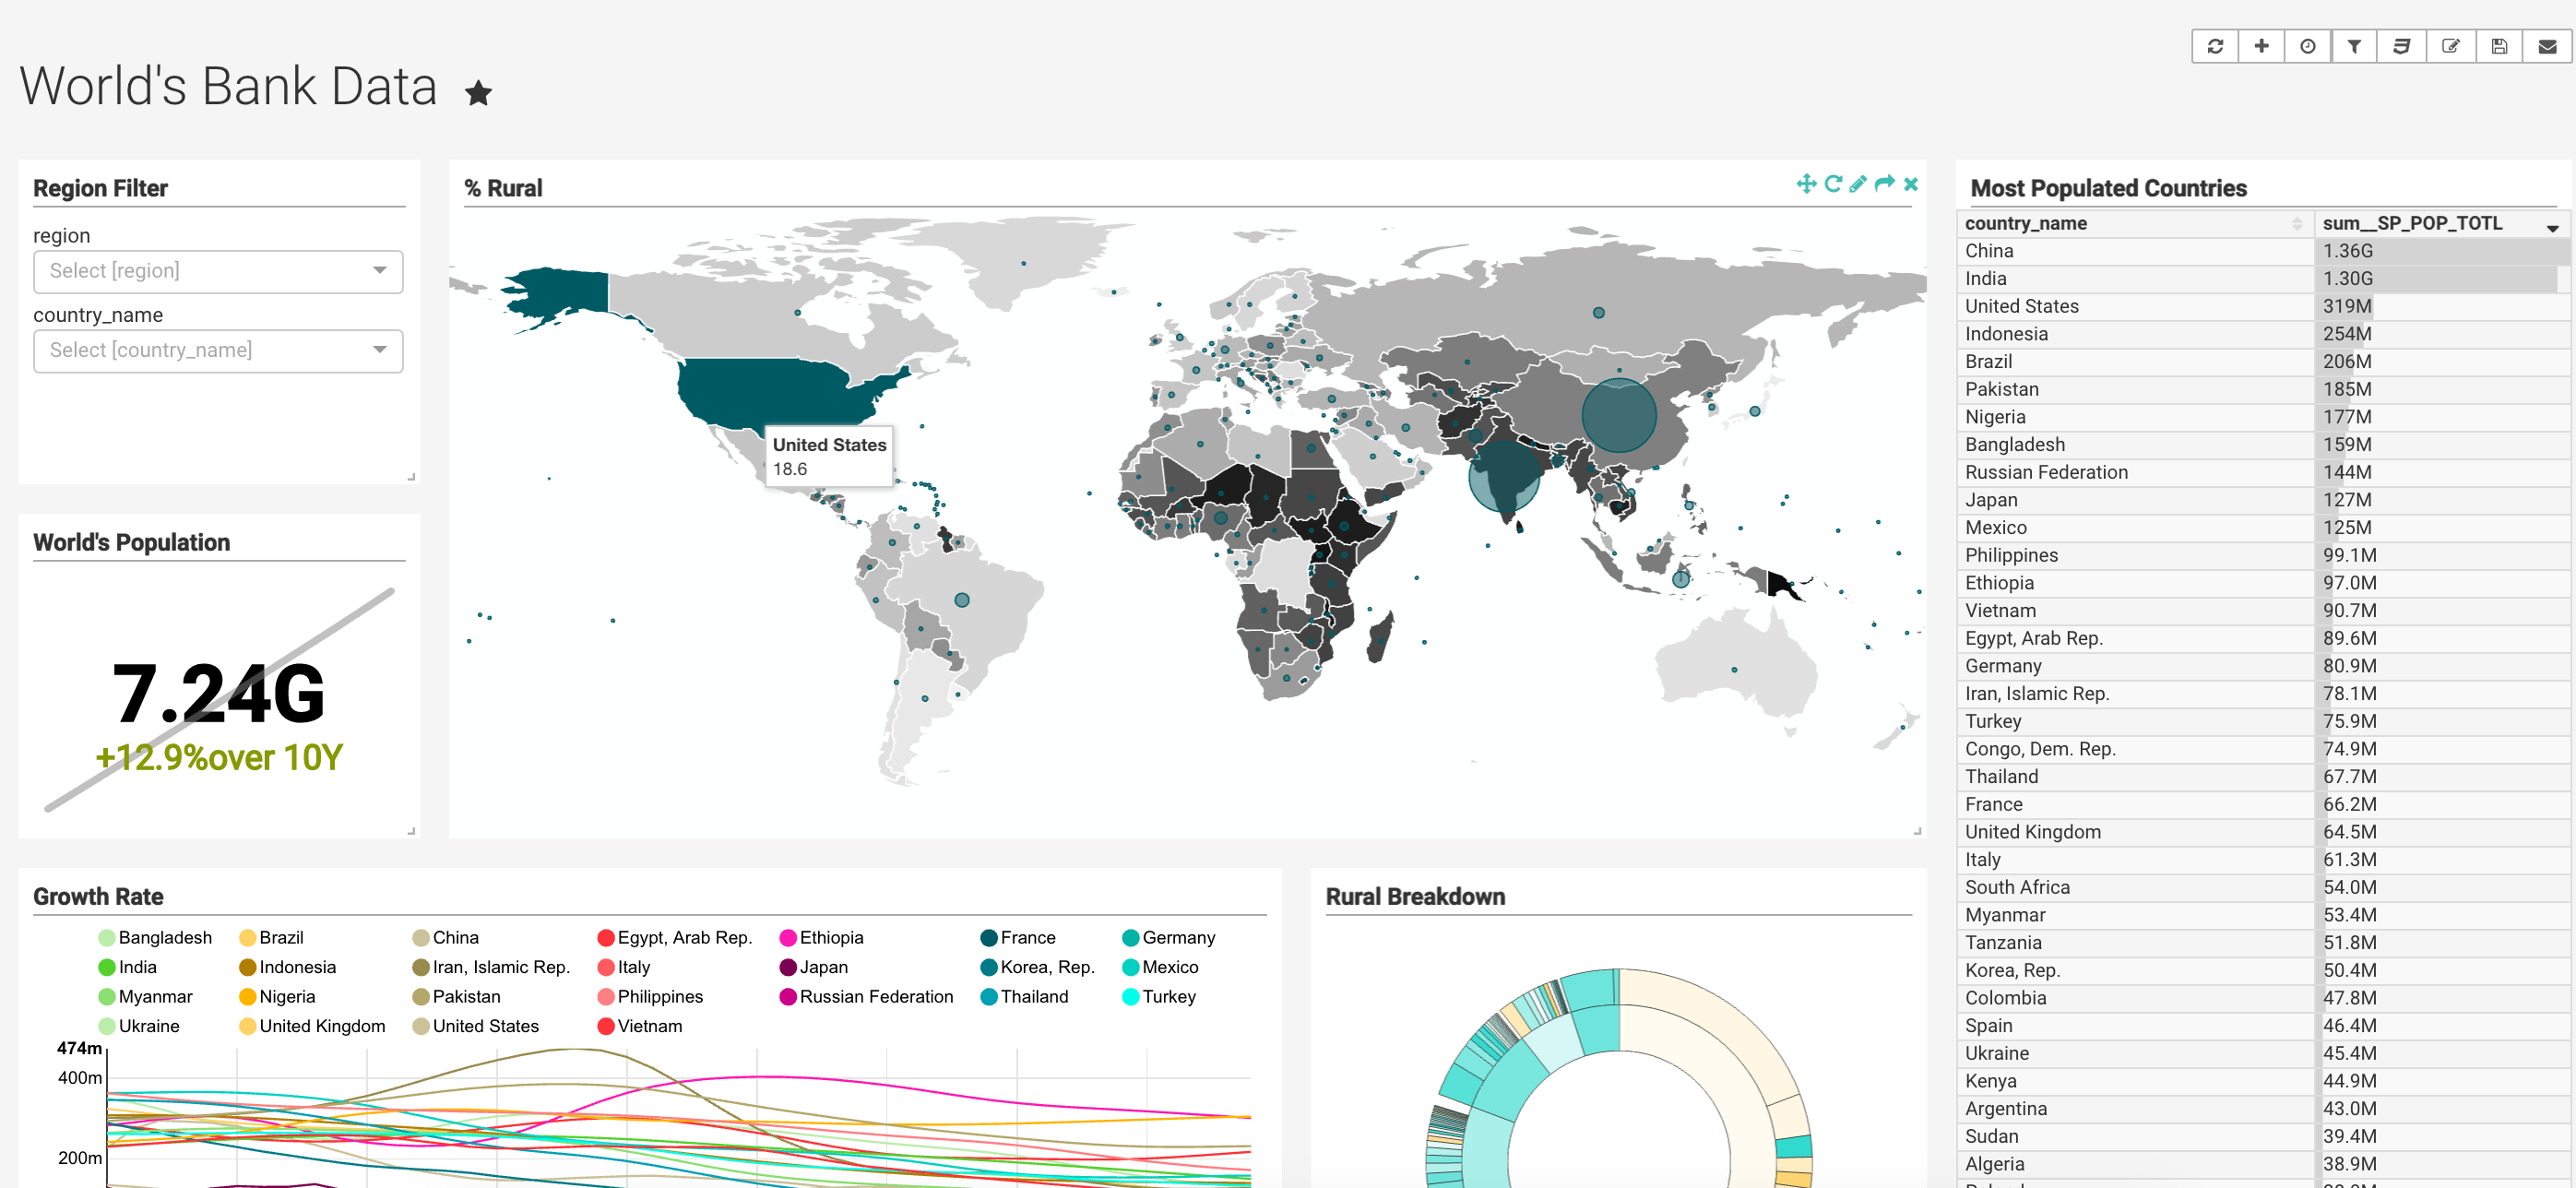 World's Bank Data
Region Filter
region
Select [region]
country_name
Select [country_name]
World's Population
7.24G
+12.9%over 10Y
% Rural
United States
18.6
Most Populated Countries
country_name sum__SP_POP_TOTL
China 1.36G
India 1.30G
United States 319M
Indonesia 254M
Brazil 206M
Pakistan 185M
Nigeria 177M
Bangladesh 159M
Russian Federation 144M
Japan 127M
Mexico 125M
Philippines 99.1M
Ethiopia 97.0M
Vietnam 90.7M
Egypt, Arab Rep. 89.6M
Germany 80.9M
Iran, Islamic Rep. 78.1M
Turkey 75.9M
Congo, Dem. Rep. 74.9M
Thailand 67.7M
France 66.2M
United Kingdom 64.5M
Italy 61.3M
South Africa 54.0M
Myanmar 53.4M
Tanzania 51.8M
Korea, Rep. 50.4M
Colombia 47.8M
Spain 46.4M
Ukraine 45.4M
Kenya 44.9M
Argentina 43.0M
Sudan 39.4M
Algeria 38.9M
Growth Rate
Bangladesh Brazil China Egypt, Arab Rep. Ethiopia France Germany
India Indonesia Iran, Islamic Rep. Italy Japan Korea, Rep. Mexico
Myanmar Nigeria Pakistan Philippines Russian Federation Thailand Turkey
Ukraine United Kingdom United States Vietnam
474m
400m
200m
Rural Breakdown